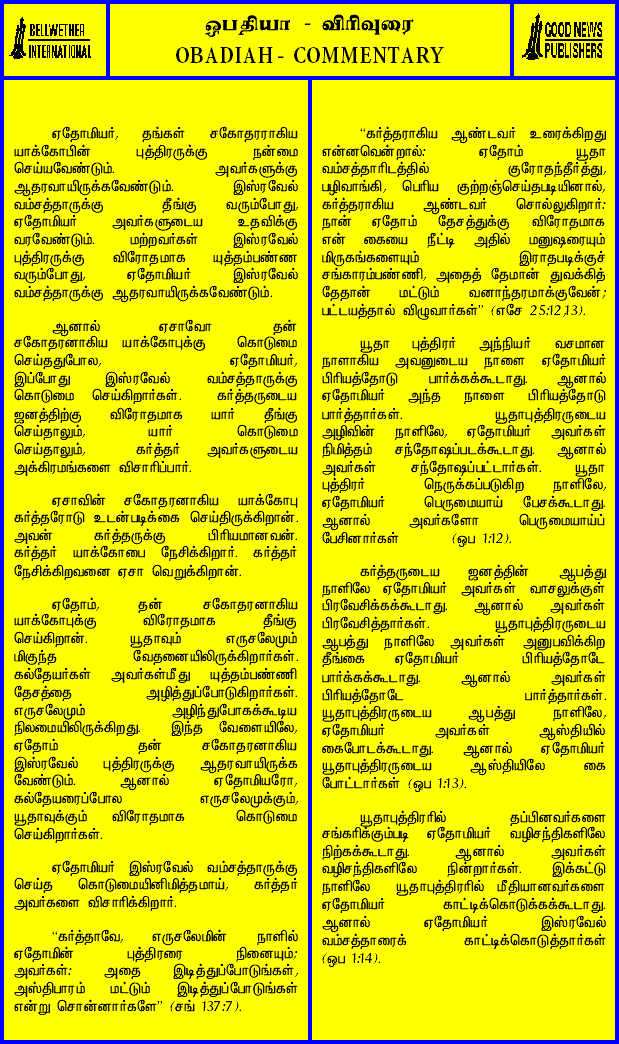 BELLWETHER
INTERNATIONAL
ஒபதியா - விரிவுரை
OBADIAH - COMMENTARY
GOOD NEWS
PUBLISHERS
ஏதோமியர், தங்கள் சகோதரராகிய
யாக்கோபின் புத்திரருக்கு நன்மை
செய்யவேண்டும். அவர்களுக்கு
ஆதரவாயிருக்கவேண்டும். இஸ்ரவேல்
வம்சத்தாருக்கு தீங்கு வரும்போது,
ஏதோமியர் அவர்களுடைய உதவிக்கு
வரவேண்டும். மற்றவர்கள் இஸ்ரவேல்
புத்திரருக்கு விரோதமாக யுத்தம்பண்ண
வரும்போது, ஏதோமியர் இஸ்ரவேல்
வம்சத்தாருக்கு ஆதரவாயிருக்கவேண்டும்.
ஆனால் ஏசாவோ தன்
சகோதரனாகிய யாக்கோபுக்கு கொடுமை
செய்ததுபோல, ஏதோமியர்,
இப்போது இஸ்ரவேல் வம்சத்தாருக்கு
கொடுமை செய்கிறார்கள். கர்த்தருடைய
ஜனத்திற்கு விரோதமாக யார் தீங்கு
செய்தாலும், யார் கொடுமை
செய்தாலும், கர்த்தர் அவர்களுடைய
அக்கிரமங்களை விசாரிப்பார்.
ஏசாவின் சகோதரனாகிய யாக்கோபு
கர்த்தரோடு உடன்படிக்கை செய்திருக்கிறான்.
அவன் கர்த்தருக்கு பிரியமானவன்.
கர்த்தர் யாக்கோபை நேசிக்கிறார். கர்த்தர்
நேசிக்கிறவனை ஏசா வெறுக்கிறான்.
ஏதோம், தன் சகோதரனாகிய
யாக்கோபுக்கு விரோதமாக தீங்கு
செய்கிறான். யூதாவும் எருசலேமும்
மிகுந்த வேதனையிலிருக்கிறார்கள்.
கல்தேயர்கள் அவர்கள்மீது யுத்தம்பண்ணி
தேசத்தை அழித்துப்போடுகிறார்கள்.
எருசலேமும் அழிந்துபோகக்கூடிய
நிலமையிலிருக்கிறது. இந்த வேளையிலே,
ஏதோம் தன் சகோதரனாகிய
இஸ்ரவேல் புத்திரருக்கு ஆதரவாயிருக்க
வேண்டும். ஆனால் ஏதோமியரோ,
கல்தேயரைப்போல எருசலேமுக்கும்,
யூதாவுக்கும் விரோதமாக கொடுமை
செய்கிறார்கள்.
ஏதோமியர் இஸ்ரவேல் வம்சத்தாருக்கு
செய்த கொடுமையினிமித்தமாய், கர்த்தர்
அவர்களை விசாரிக்கிறார்.
“கர்த்தாவே, எருசலேமின் நாளில்
ஏதோமின் புத்திரரை நினையும்;
அவர்கள்: அதை இடித்துப்போடுங்கள்,
அஸ்திபாரம் மட்டும் இடித்துப்போடுங்கள்
என்று சொன்னார்களே” (சங் 137:7).
“கர்த்தராகிய ஆண்டவர் உரைக்கிறது
என்னவென்றால்: ஏதோம் யூதா
வம்சத்தாரிடத்தில் குரோதந்தீர்த்து,
பழிவாங்கி, பெரிய குற்றஞ்செய்தபடியினால்,
கர்த்தராகிய ஆண்டவர் சொல்லுகிறார்:
நான் ஏதோம் தேசத்துக்கு விரோதமாக
என் கையை நீட்டி அதில் மனுஷரையும்
மிருகங்களையும் இராதபடிக்குச்
சங்காரம்பண்ணி, அதைத் தேமான் துவக்கித்
தேதான் மட்டும் வனாந்தரமாக்குவேன்;
பட்டயத்தால் விழுவார்கள்” (எசே 25:12,13).
யூதா புத்திரர் அந்நியர் வசமான
நாளாகிய அவனுடைய நாளை ஏதோமியர்
பிரியத்தோடு பார்க்கக்கூடாது. ஆனால்
ஏதோமியர் அந்த நாளை பிரியத்தோடு
பார்த்தார்கள். யூதாபுத்திரருடைய
அழிவின் நாளிலே, ஏதோமியர் அவர்கள்
நிமித்தம் சந்தோஷப்படக்கூடாது. ஆனால்
அவர்கள் சந்தோஷப்பட்டார்கள். யூதா
புத்திரர் நெருக்கப்படுகிற நாளிலே,
ஏதோமியர் பெருமையாய் பேசக்கூடாது.
ஆனால் அவர்களோ பெருமையாய்ப்
பேசினார்கள் (ஒப 1:12).
கர்த்தருடைய ஜனத்தின் ஆபத்து
நாளிலே ஏதோமியர் அவர்கள் வாசலுக்குள்
பிரவேசிக்கக்கூடாது. ஆனால் அவர்கள்
பிரவேசித்தார்கள். யூதாபுத்திரருடைய
ஆபத்து நாளிலே அவர்கள் அனுபவிக்கிற
தீங்கை ஏதோமியர் பிரியத்தோடே
பார்க்கக்கூடாது. ஆனால் அவர்கள்
பிரியத்தோடே பார்த்தார்கள்.
யூதாபுத்திரருடைய ஆபத்து நாளிலே,
ஏதோமியர் அவர்கள் ஆஸ்தியில்
கைபோடக்கூடாது. ஆனால் ஏதோமியர்
யூதாபுத்திரருடைய ஆஸ்தியிலே கை
போட்டார்கள் (ஒப 1:13).
யூதாபுத்திரரில் தப்பினவர்களை
சங்கரிக்கும்படி ஏதோமியர் வழிசந்திகளிலே
நிற்கக்கூடாது. ஆனால் அவர்கள்
வழிசந்திகளிலே நின்றார்கள். இக்கட்டு
நாளிலே யூதாபுத்திரரில் மீதியானவர்களை
ஏதோமியர் காட்டிக்கொடுக்கக்கூடாது.
ஆனால் ஏதோமியர் இஸ்ரவேல்
வம்சத்தாரைக் காட்டிக்கொடுத்தார்கள்
(ஒப 1:14).